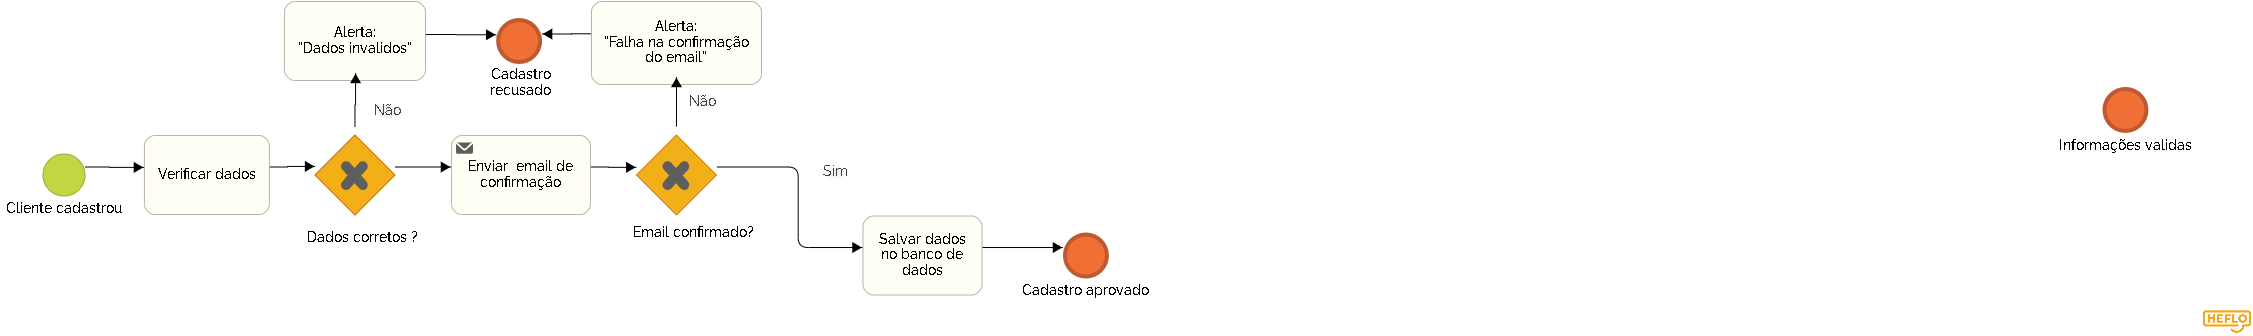 Alerta:
"Dados invalidos"
Alerta:
"Falha na confirmação
do email"
Cadastro
recusado
Não
Não
Informações validas
Verificar dados
Enviar email de
confirmação
Sim
Cliente cadastrou
Dados corretos ?
Email confirmado?
Salvar dados
no banco de
dados
Cadastro aprovado
HEFLO